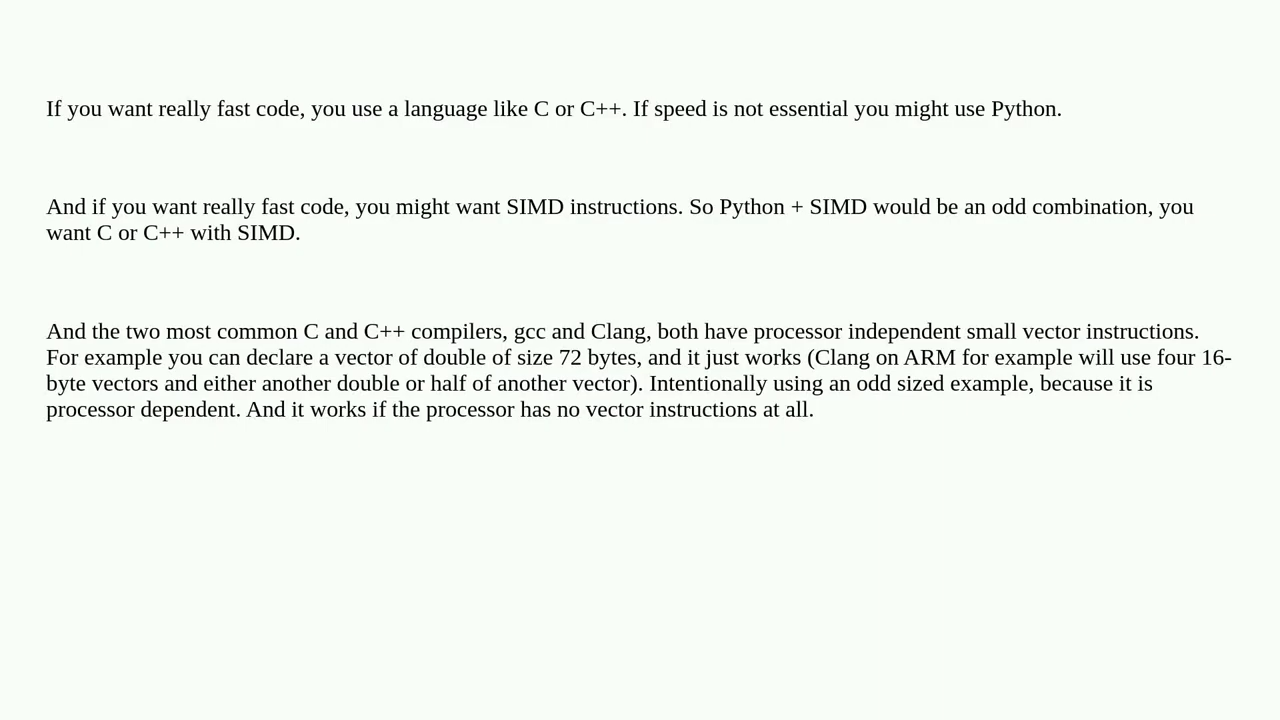 If you want really fast code, you use a language like C or C++. If speed is not essential you might use Python.
And if you want really fast code, you might want SIMD instructions. So Python + SIMD would be an odd combination, you
want C or C++ with SIMD.
And the two most common C and C++ compilers, gcc and Clang, both have processor independent small vector instructions.
For example you can declare a vector of double of size 72 bytes, and it just works (Clang on ARM for example will use four 16-
byte vectors and either another double or half of another vector). Intentionally using an odd sized example, because it is
processor dependent. And it works if the processor has no vector instructions at all.